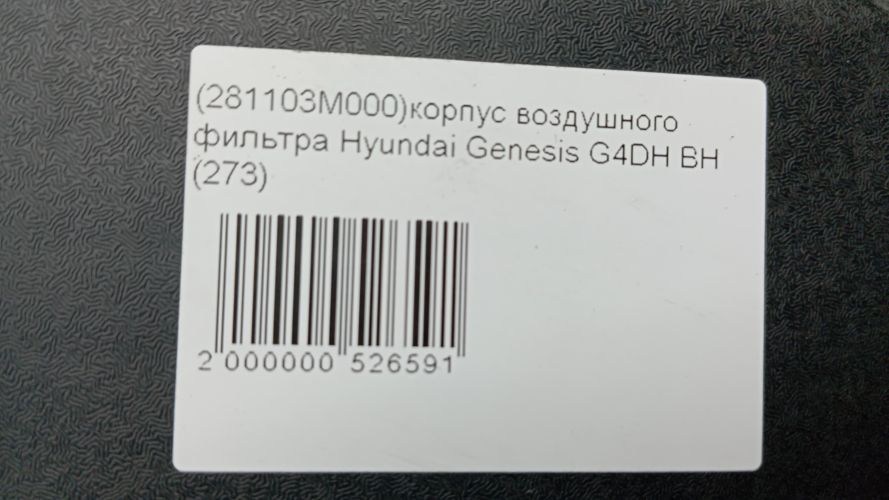 (281103M000)корпус воздушного
фильтра Hyundai Genesis G4DH BH
(273)
2 000000 526591